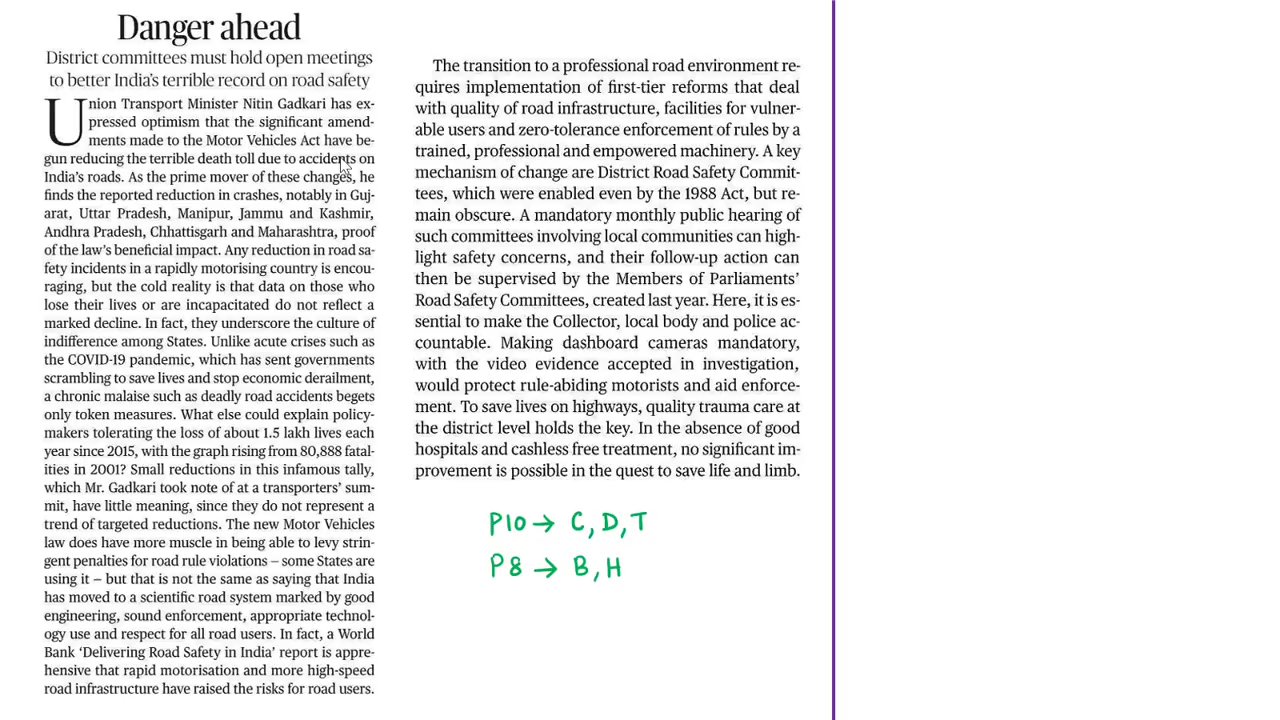 Danger ahead
District committees must hold open meetings
to better India's terrible record on road safety
Union Transport Minister Nitin Gadkari has ex-
pressed optimism that the significant amend-
ments made to the Motor Vehicles Act have be-
gun reducing the terrible death toll due to accidents on
India's roads. As the prime mover of these changes, he
finds the reported reduction in crashes, notably in Guj-
arat, Uttar Pradesh, Manipur, Jammu and Kashmir,
Andhra Pradesh, Chhattisgarh and Maharashtra, proof
of the law's beneficial impact. Any reduction in road sa-
fety incidents in a rapidly motorising country is encou-
raging, but the cold reality is that data on those who
lose their lives or are incapacitated do not reflect a
marked decline. In fact, they underscore the culture of
indifference among States. Unlike acute crises such as
the COVID-19 pandemic, which has sent governments
scrambling to save lives and stop economic derailment,
a chronic malaise such as deadly road accidents begets
only token measures. What else could explain policy-
makers tolerating the loss of about 1.5 lakh lives each
year since 2015, with the graph rising from 80,888 fatal-
ities in 2001? Small reductions in this infamous tally,
which Mr. Gadkari took note of at a transporters' sum-
mit, have little meaning, since they do not represent a
trend of targeted reductions. The new Motor Vehicles
law does have more muscle in being able to levy strin-
gent penalties for road rule violations – some States are
using it – but that is not the same as saying that India
has moved to a scientific road system marked by good
engineering, sound enforcement, appropriate technol-
ogy use and respect for all road users. In fact, a World
Bank 'Delivering Road Safety in India' report is appre-
hensive that rapid motorisation and more high-speed
road infrastructure have raised the risks for road users.
The transition to a professional road environment re-
quires implementation of first-tier reforms that deal
with quality of road infrastructure, facilities for vulner-
able users and zero-tolerance enforcement of rules by a
trained, professional and empowered machinery. A key
mechanism of change are District Road Safety Commit-
tees, which were enabled even by the 1988 Act, but re-
main obscure. A mandatory monthly public hearing of
such committees involving local communities can high-
light safety concerns, and their follow-up action can
then be supervised by the Members of Parliaments'
Road Safety Committees, created last year. Here, it is es-
sential to make the Collector, local body and police ac-
countable. Making dashboard cameras mandatory,
with the video evidence accepted in investigation,
would protect rule-abiding motorists and aid enforce-
ment. To save lives on highways, quality trauma care at
the district level holds the key. In the absence of good
hospitals and cashless free treatment, no significant im-
provement is possible in the quest to save life and limb.
P10 → C, D, T
P8 → B, H